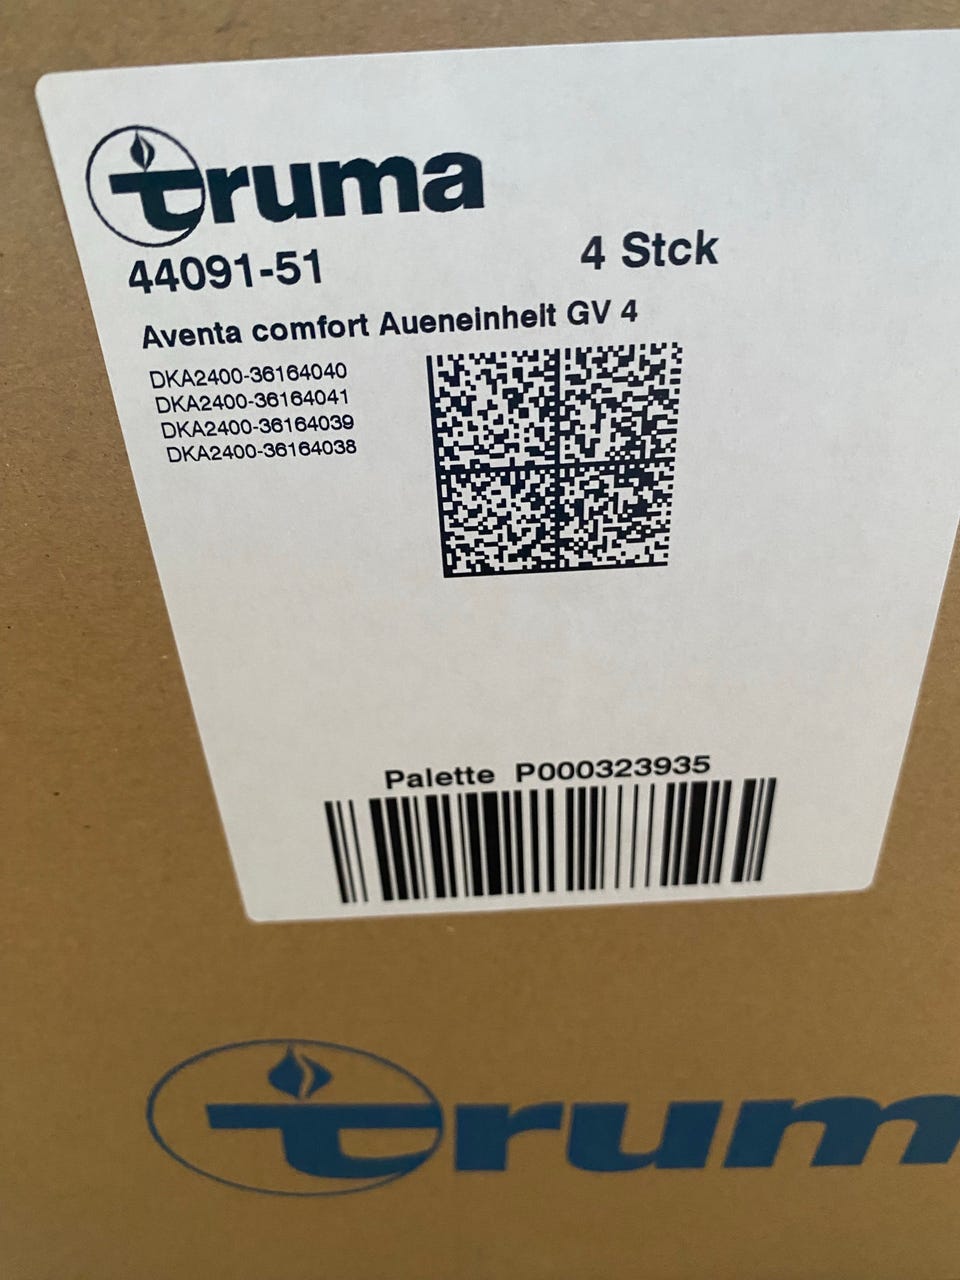 truma
44091-51 4 Stck
Aventa comfort Aueneinheit GV 4
DKA2400-36164040
DKA2400-36164041
DKA2400-36164039
DKA2400-36164038
Palette P000323935
trum